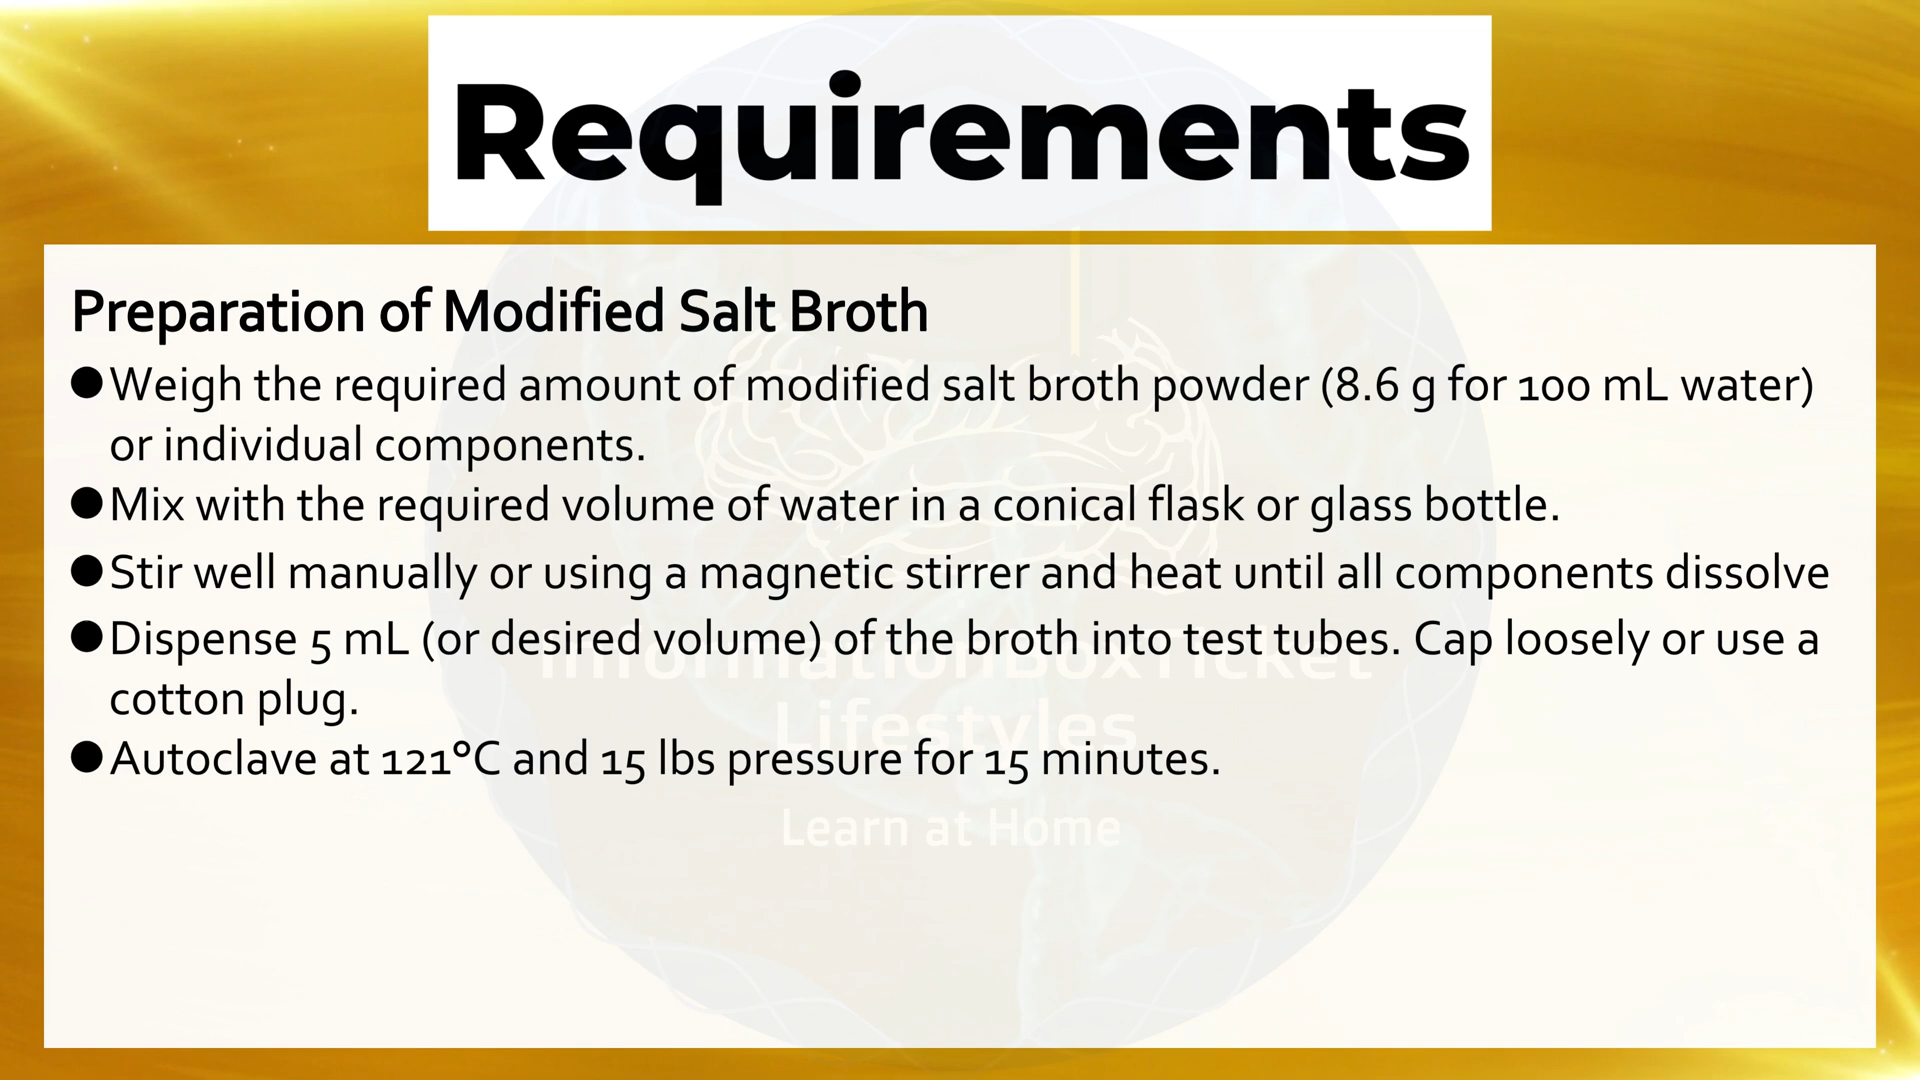 Requirements
Preparation of Modified Salt Broth
●Weigh the required amount of modified salt broth powder (8.6 g for 100 mL water)
or individual components.
●Mix with the required volume of water in a conical flask or glass bottle.
●Stir well manually or using a magnetic stirrer and heat until all components dissolve
●Dispense 5 mL (or desired volume) of the broth into test tubes. Cap loosely or use a
InformationBoxTicket
cotton plug.
Lifestyles
●Autoclave at 121°C and 15 lbs pressure for 15 minutes.
Learn at Home